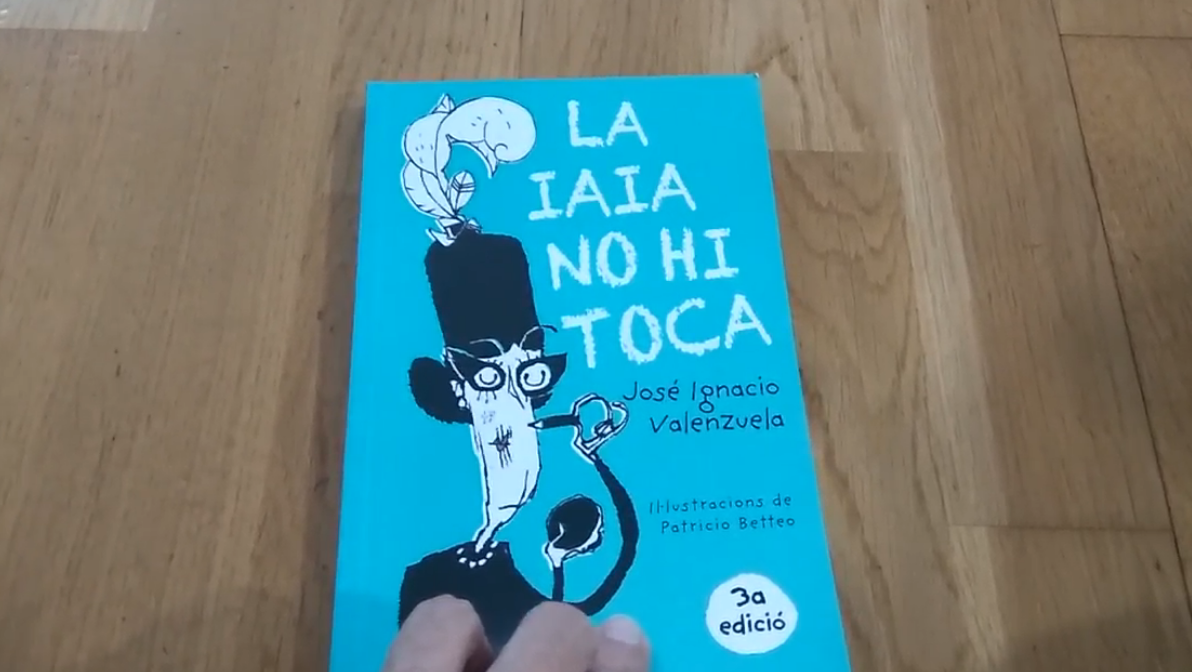 LA
IAIA
NO HI
TOCA
José Ignacio
Valenzuela
Il·lustracions de
Patricio Betteo
3a
edició